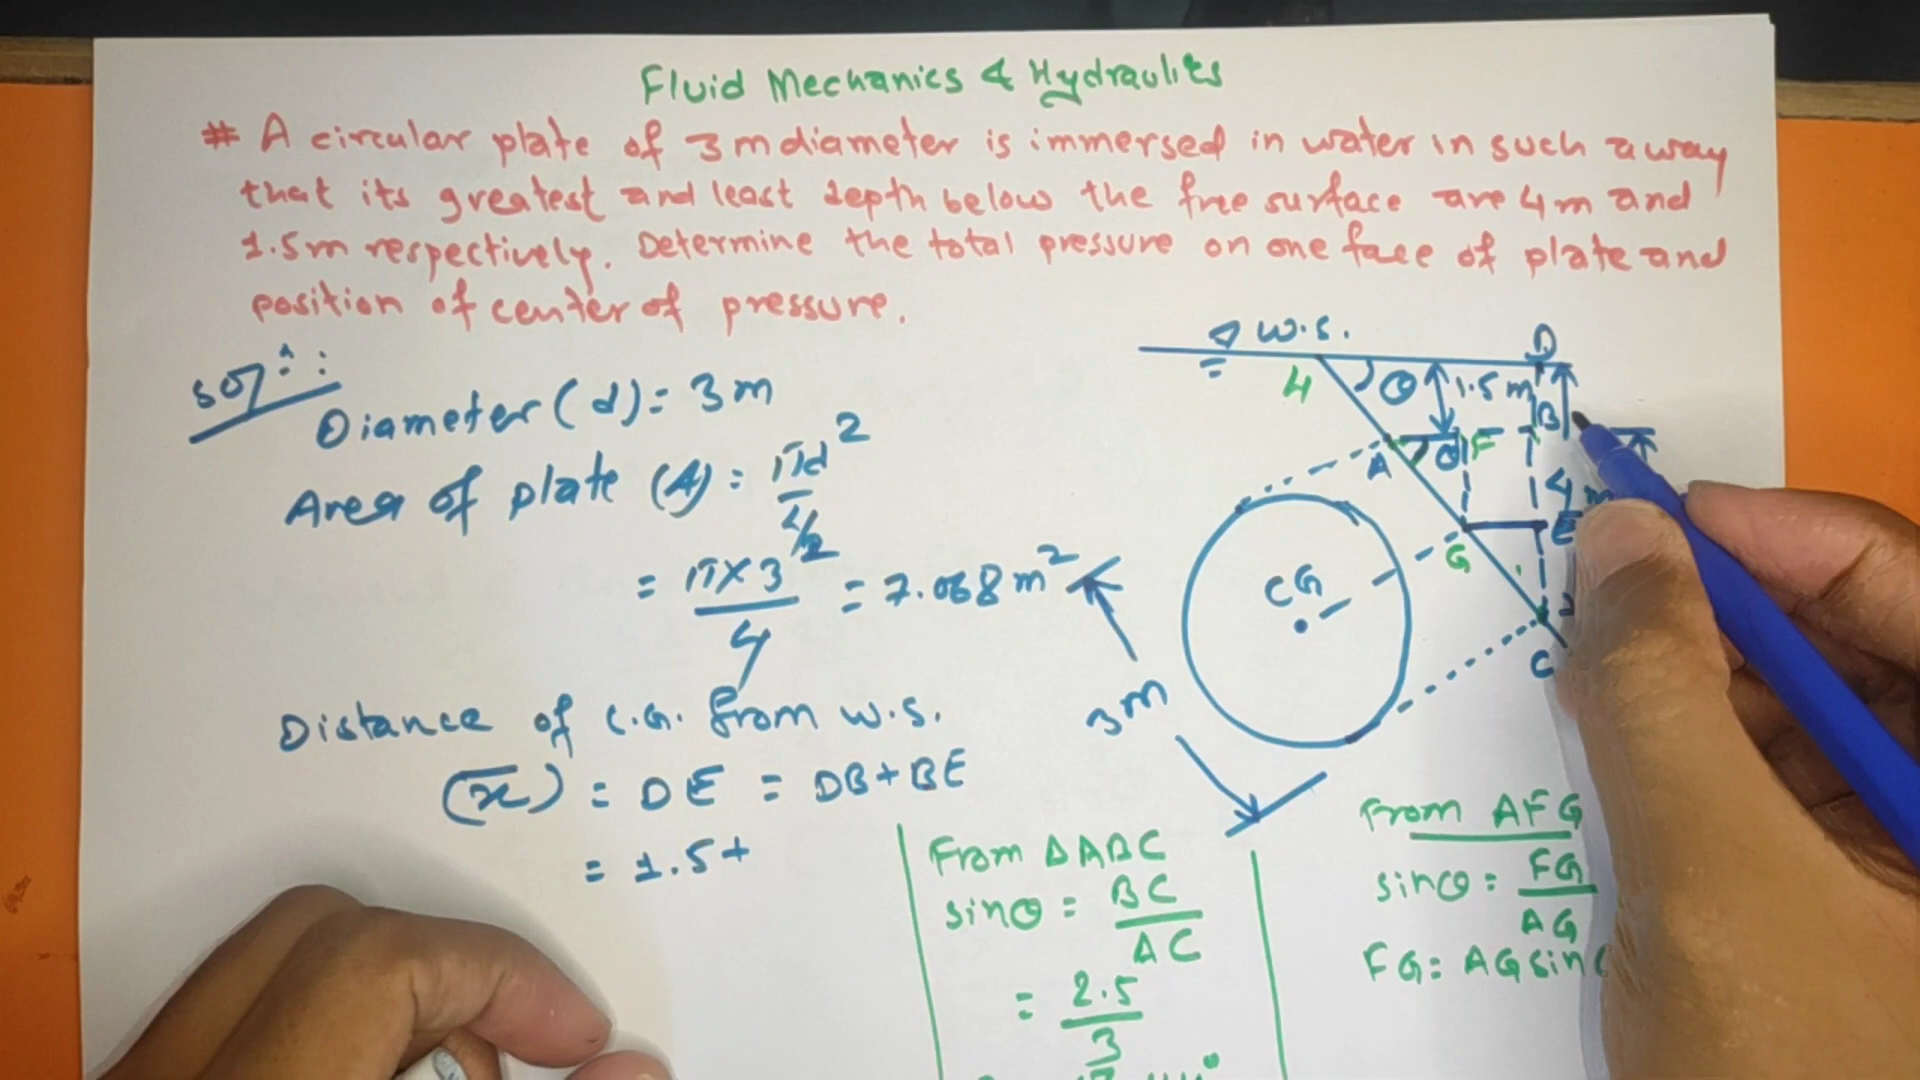 Fluid Mechanics & Hydraulics
# A circular plate of 3m diameter is immersed in water in such a way
that its greatest and least depth below the free surface are 4m and
1.5m respectively. Determine the total pressure on one face of plate and
position of center of pressure.
Solⁿ:
Diameter (d) = 3m
Area of plate (A) = πd²/4
= π×3²/4 = 7.068 m²
Distance of C.G. from w.s.
(x̄) = DE = DB+BE
= 1.5+
w.s.
D
H
θ
1.5m
B
A
θ
F
4m
E
G
C
CG
3m
From ΔABC
sinθ = BC/AC
= 2.5/3
From AFG
sinθ = FG/AG
FG = AG sin